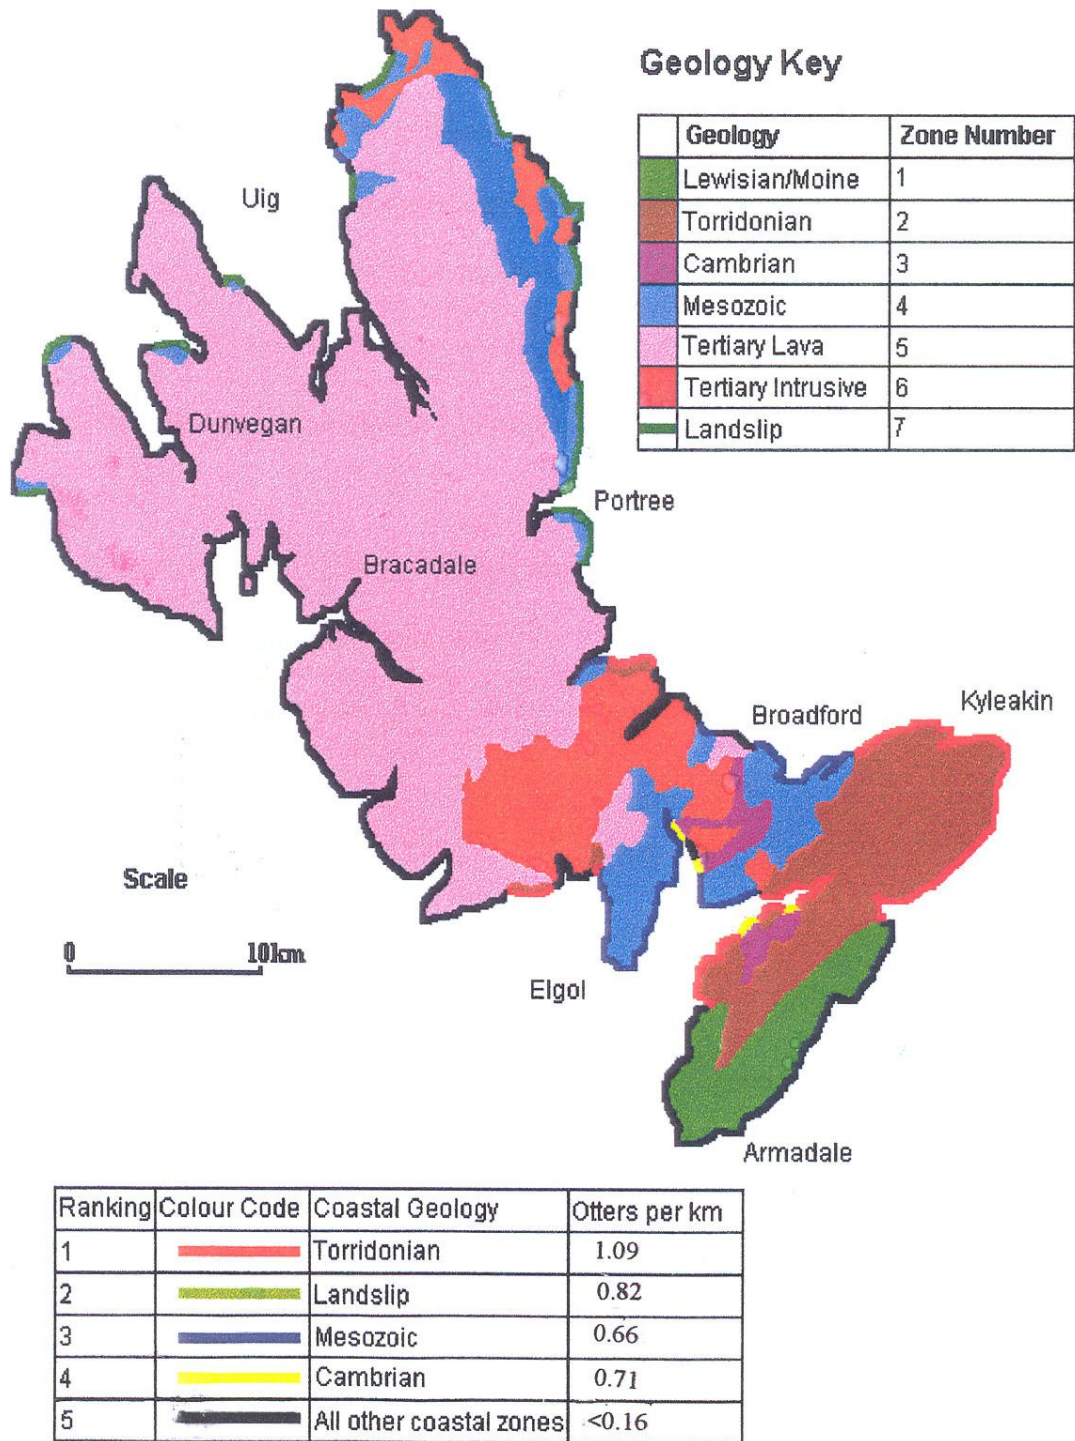 Geology Key
Geology Zone Number
Lewisian/Moine 1
Torridonian 2
Cambrian 3
Mesozoic 4
Tertiary Lava 5
Tertiary Intrusive 6
Landslip 7
Uig
Dunvegan
Portree
Bracadale
Broadford
Kyleakin
Scale
0 10km
Elgol
Armadale
Ranking Colour Code Coastal Geology Otters per km
1 Torridonian 1.09
2 Landslip 0.82
3 Mesozoic 0.66
4 Cambrian 0.71
5 All other coastal zones <0.16